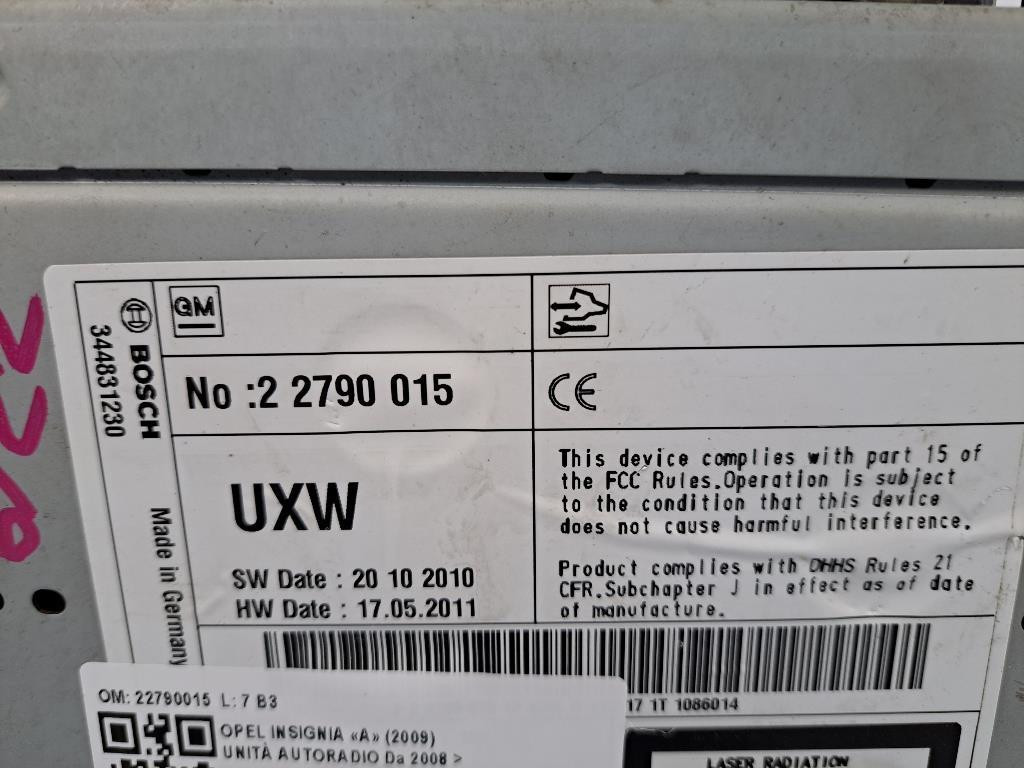 GM
BOSCH
344831230
Made in Germany
No :2 2790 015
CE
UXW
SW Date : 20 10 2010
HW Date : 17.05.2011
This device complies with part 15 of
the FCC Rules.Operation is subject
to the condition that this device
does not cause harmful interference.
Product complies with DHHS Rules 21
CFR.Subchapter J in effect as of date
of manufacture.
17 1T 1086014
OM: 22790015 L: 7 B3
OPEL INSIGNIA «A» (2009)
UNITÀ AUTORADIO Da 2008 >
LASER RADIATION